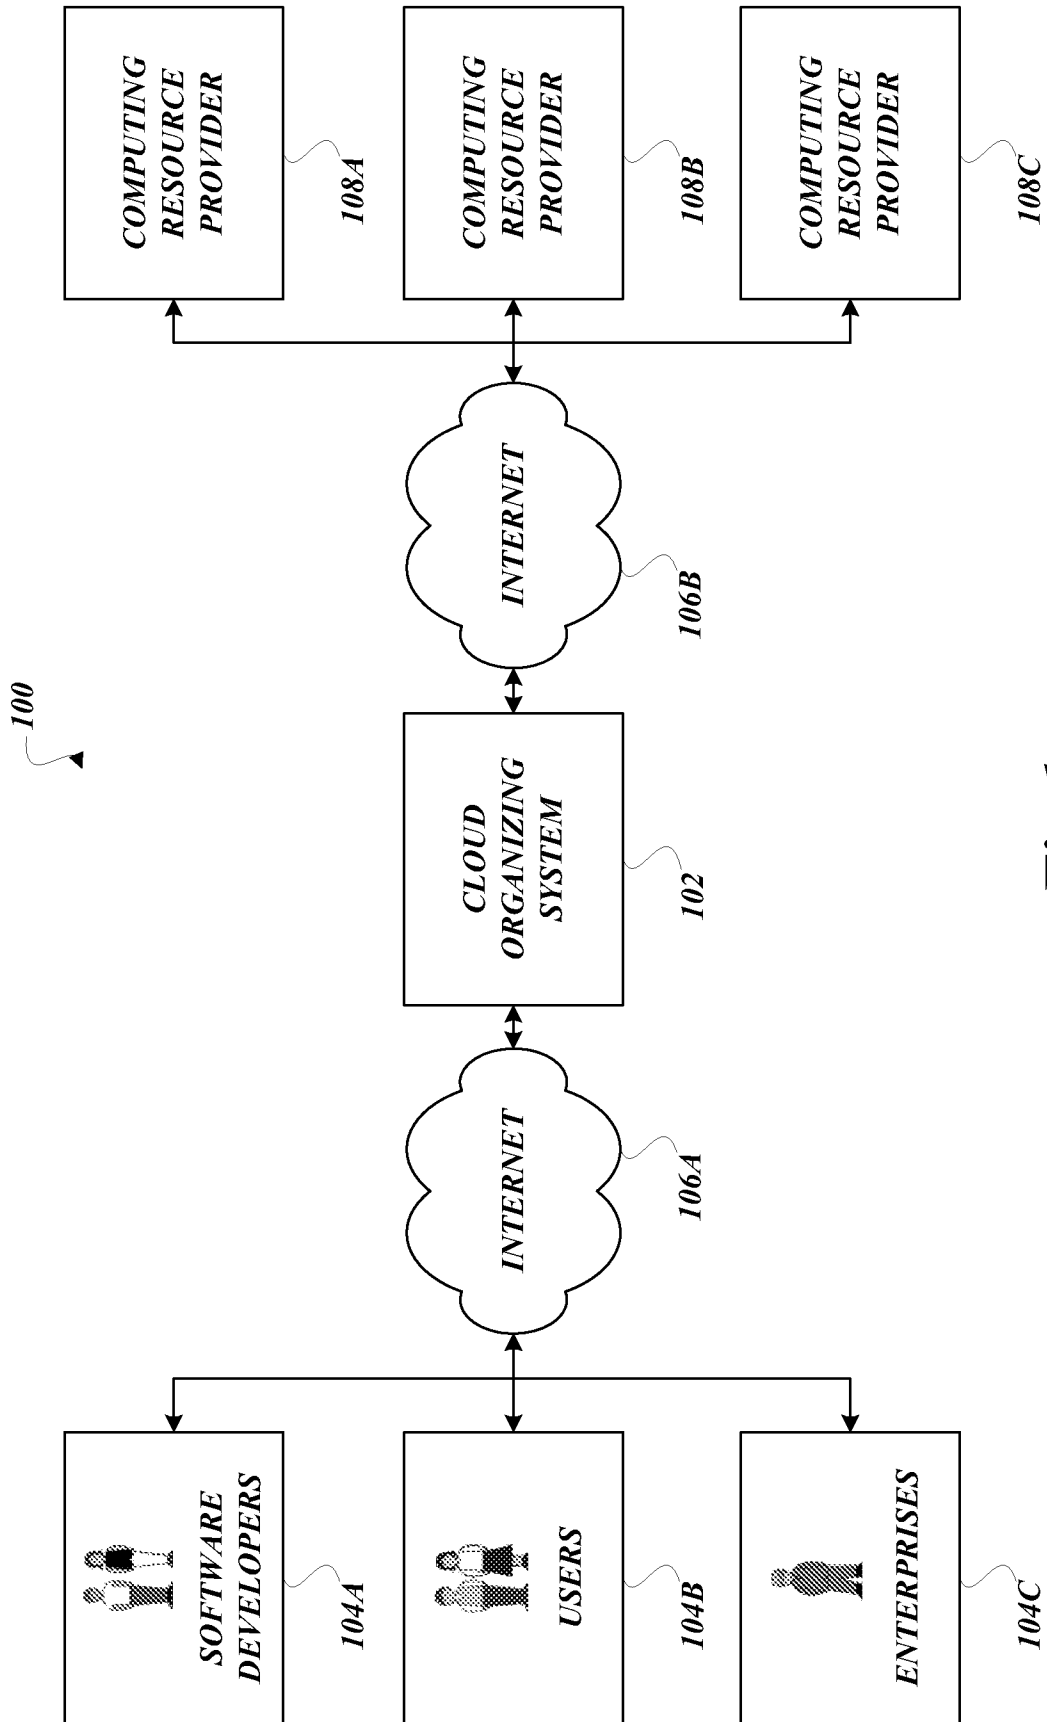 100
SOFTWARE
DEVELOPERS
104A
USERS
104B
ENTERPRISES
104C
INTERNET
106A
CLOUD
ORGANIZING
SYSTEM
102
INTERNET
106B
COMPUTING
RESOURCE
PROVIDER
108A
COMPUTING
RESOURCE
PROVIDER
108B
COMPUTING
RESOURCE
PROVIDER
108C